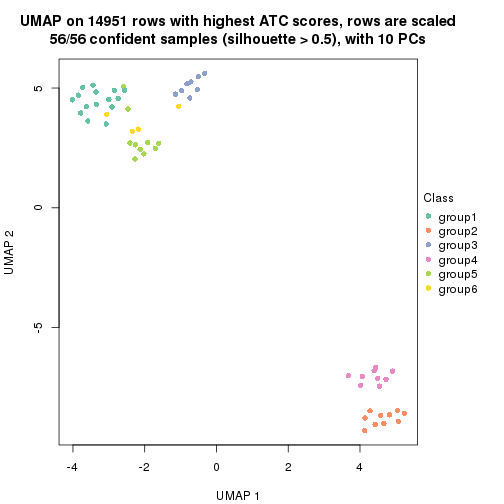 UMAP on 14951 rows with highest ATC scores, rows are scaled
56/56 confident samples (silhouette > 0.5), with 10 PCs
5
0
-5
UMAP 2
-4
-2
0
2
4
UMAP 1
Class
group1
group2
group3
group4
group5
group6